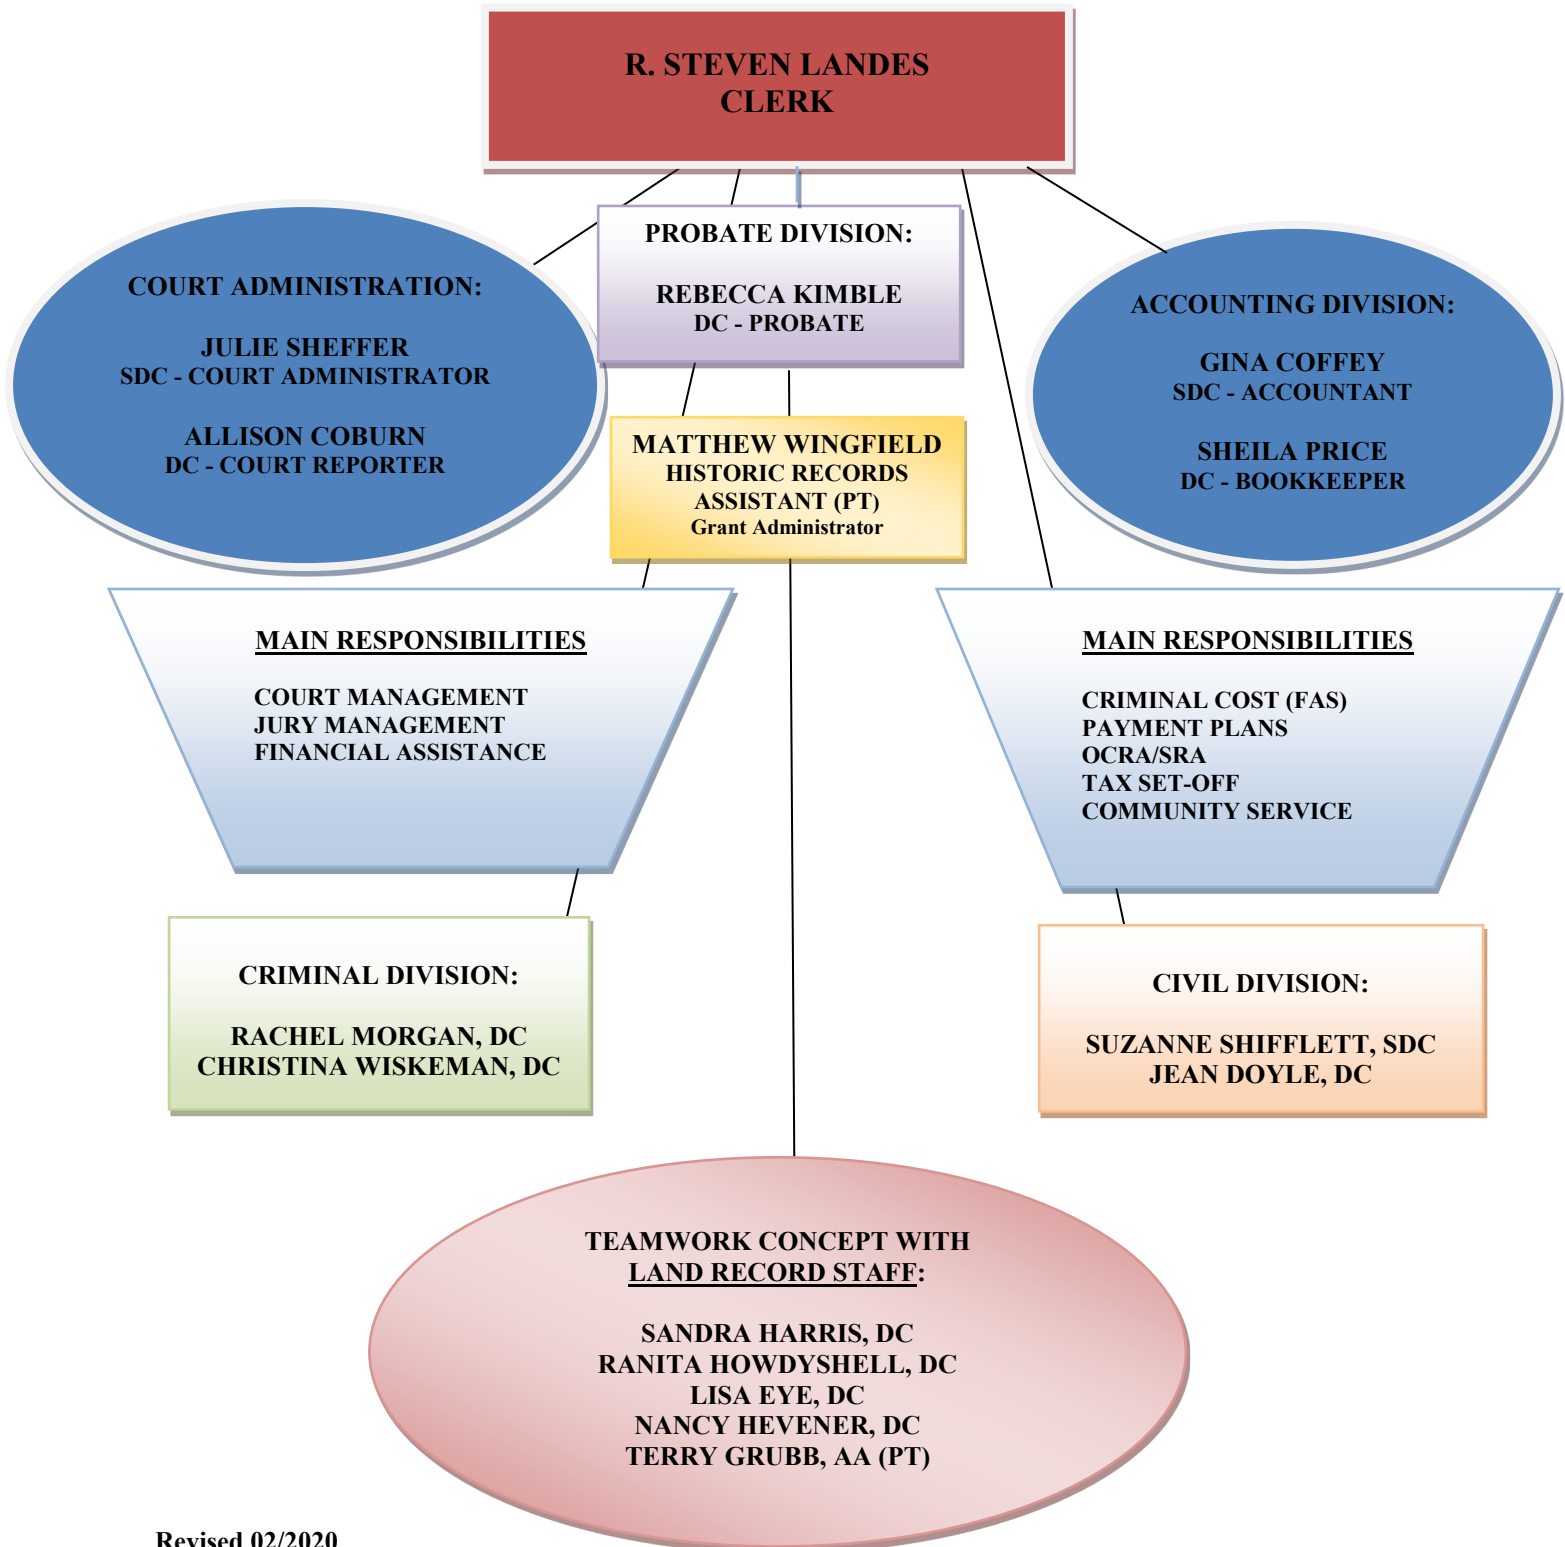 R. STEVEN LANDES
CLERK
COURT ADMINISTRATION:
JULIE SHEFFER
SDC - COURT ADMINISTRATOR
ALLISON COBURN
DC - COURT REPORTER
PROBATE DIVISION:
REBECCA KIMBLE
DC - PROBATE
ACCOUNTING DIVISION:
GINA COFFEY
SDC - ACCOUNTANT
SHEILA PRICE
DC - BOOKKEEPER
MATTHEW WINGFIELD
HISTORIC RECORDS
ASSISTANT (PT)
Grant Administrator
MAIN RESPONSIBILITIES
COURT MANAGEMENT
JURY MANAGEMENT
FINANCIAL ASSISTANCE
MAIN RESPONSIBILITIES
CRIMINAL COST (FAS)
PAYMENT PLANS
OCRA/SRA
TAX SET-OFF
COMMUNITY SERVICE
CRIMINAL DIVISION:
RACHEL MORGAN, DC
CHRISTINA WISKEMAN, DC
CIVIL DIVISION:
SUZANNE SHIFFLETT, SDC
JEAN DOYLE, DC
TEAMWORK CONCEPT WITH
LAND RECORD STAFF:
SANDRA HARRIS, DC
RANITA HOWDYSHELL, DC
LISA EYE, DC
NANCY HEVENER, DC
TERRY GRUBB, AA (PT)
Revised 02/2020